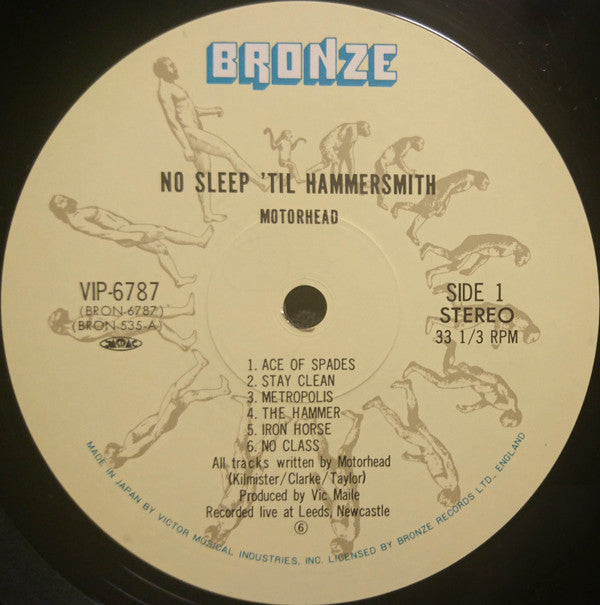 BRONZE
NO SLEEP 'TIL HAMMERSMITH
MOTORHEAD
VIP-6787
(BRON-6787)
(BRON-535-A)
JASRAC
SIDE 1
STEREO
33 1/3 RPM
1. ACE OF SPADES
2. STAY CLEAN
3. METROPOLIS
4. THE HAMMER
5. IRON HORSE
6. NO CLASS
All tracks written by Motorhead
(Kilmister/Clarke/Taylor)
Produced by Vic Maile
Recorded live at Leeds, Newcastle
⑥
MADE IN JAPAN BY VICTOR MUSICAL INDUSTRIES, INC. LICENSED BY BRONZE RECORDS LTD., ENGLAND